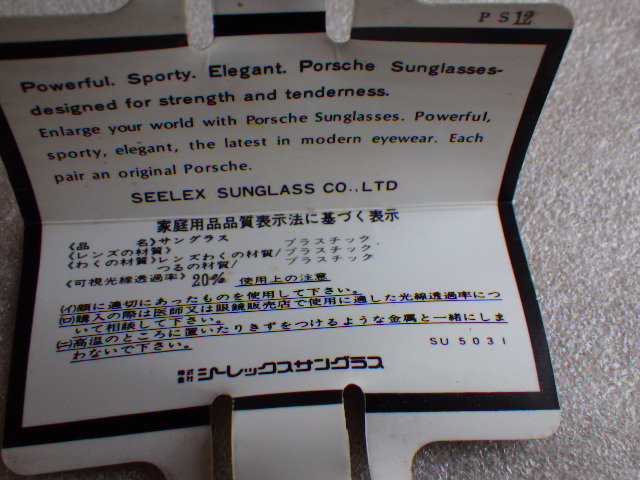 PS12
Powerful. Sporty. Elegant. Porsche Sunglasses-
designed for strength and tenderness.
Enlarge your world with Porsche Sunglasses. Powerful,
sporty, elegant, the latest in modern eyewear. Each
pair an original Porsche.
SEELEX SUNGLASS CO.,LTD
家庭用品品質表示法に基づく表示
〈品 名〉サングラス
〈レンズの材質〉 プラスチック
〈わくの材質〉レンズわくの材質/プラスチック
つるの材質/プラスチック
〈可視光線透過率〉 20% 使用上の注意
(イ)顔に適切にあったものを使用して下さい。
(ロ)購入の際は医師又は眼鏡販売店で使用に適した光線透過率につ
いて相談して下さい。
(ニ)高温のところに置いたりきずをつけるような金属と一緒にしま
わないで下さい。
SU5031
株式会社 シーレックスサングラス